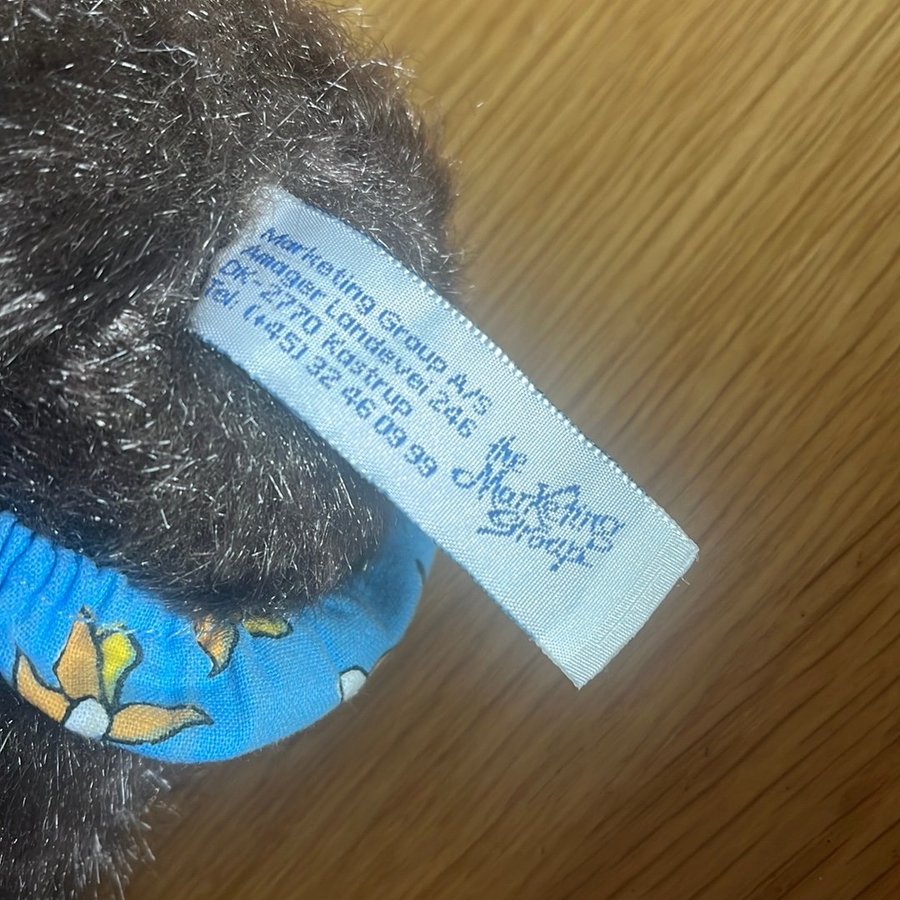 Marketing Group A/S
Amager Landevej 246
DK-2770 Kastrup
Tel. (+45) 32 46 09 99
the
Marketing
Group